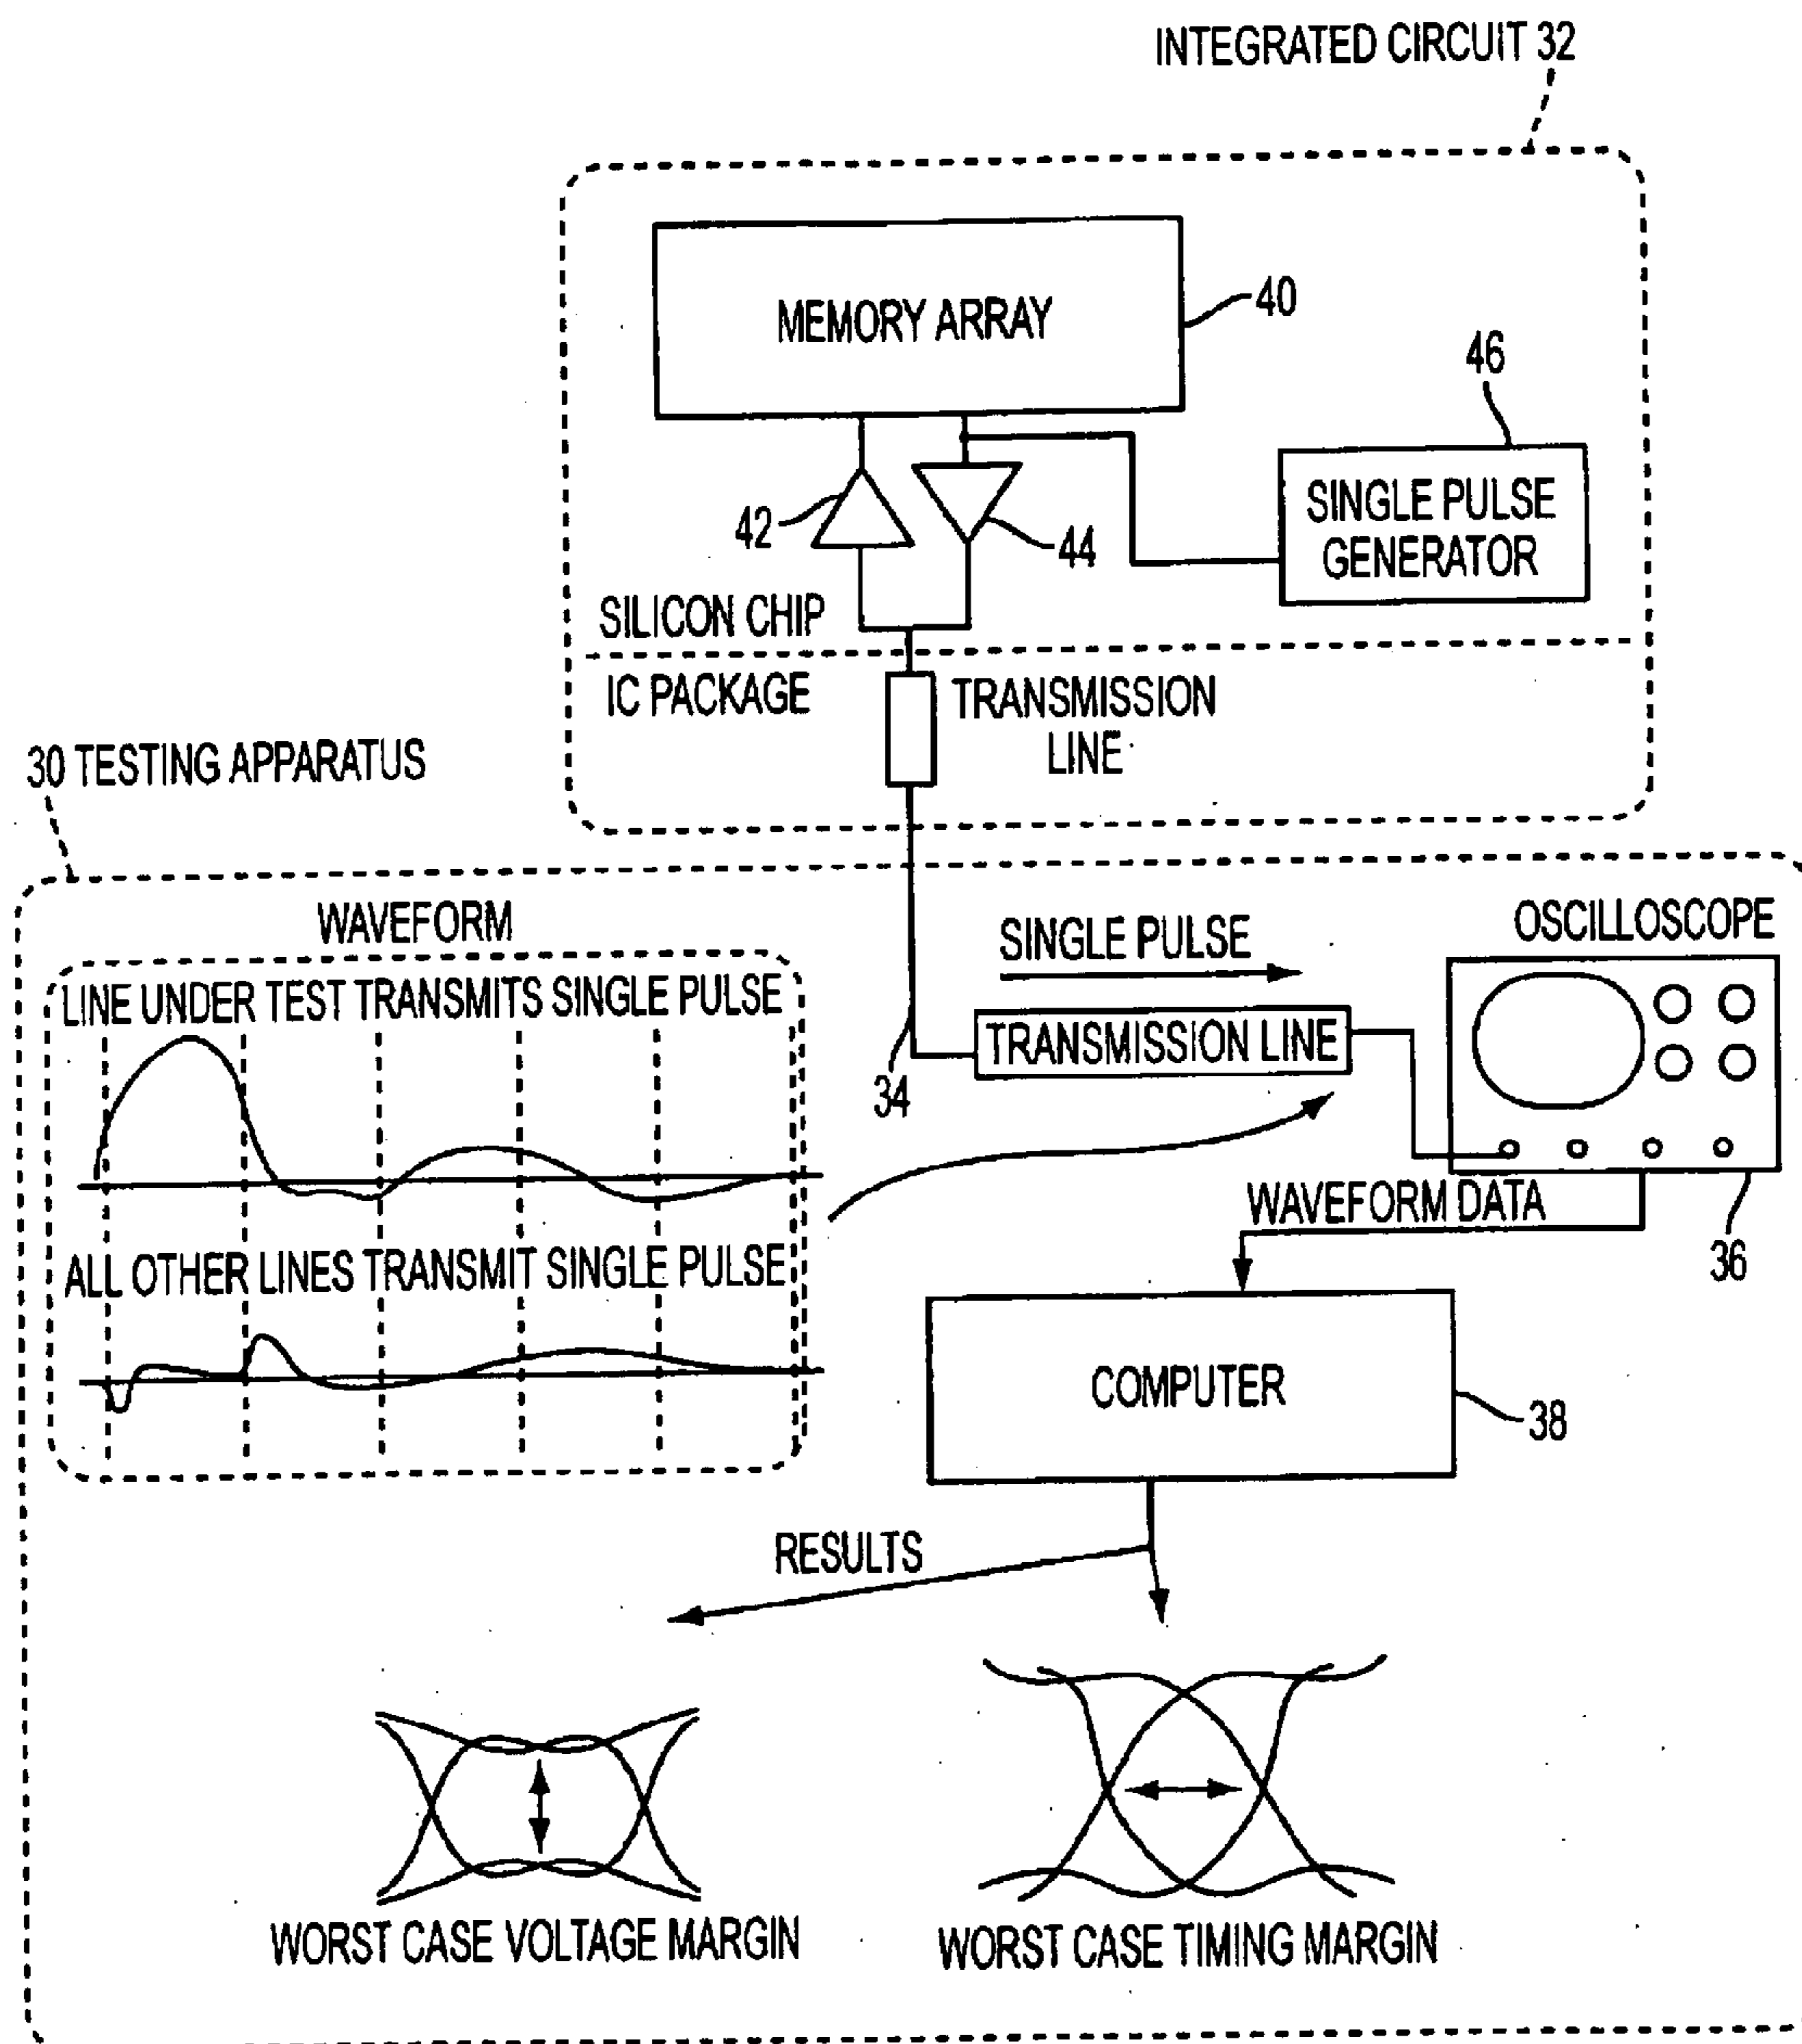 INTEGRATED CIRCUIT 32
MEMORY ARRAY
40
46
SINGLE PULSE
GENERATOR
42
44
SILICON CHIP
IC PACKAGE
TRANSMISSION
LINE
30 TESTING APPARATUS
WAVEFORM
LINE UNDER TEST TRANSMITS SINGLE PULSE
ALL OTHER LINES TRANSMIT SINGLE PULSE
SINGLE PULSE
OSCILLOSCOPE
TRANSMISSION LINE
34
WAVEFORM DATA
36
COMPUTER
38
RESULTS
WORST CASE VOLTAGE MARGIN
WORST CASE TIMING MARGIN